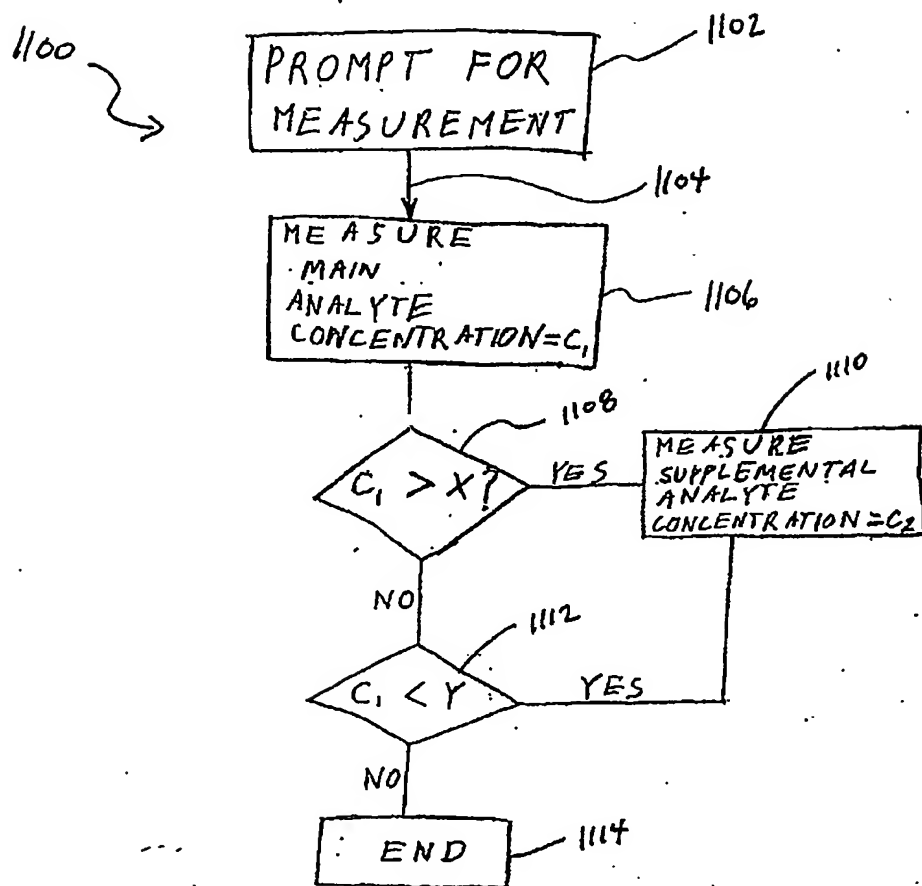 1100
1102
PROMPT FOR
MEASUREMENT
1104
MEASURE
MAIN
ANALYTE
CONCENTRATION=C₁
1106
1108
C₁ > X?
YES
1110
MEASURE
SUPPLEMENTAL
ANALYTE
CONCENTRATION=C₂
NO
1112
C₁ < Y
YES
NO
END
1114